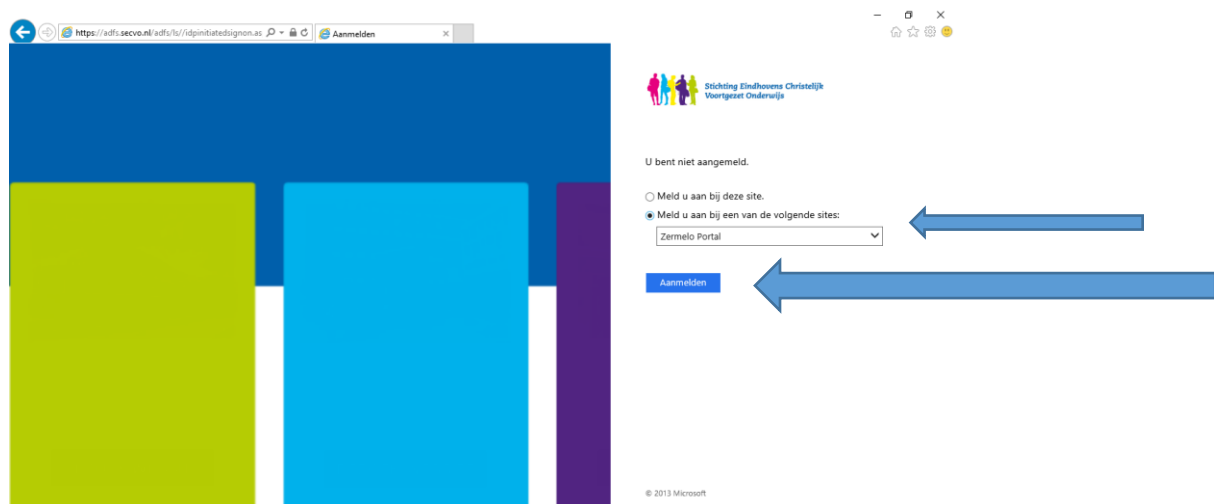 https://adfs.secvo.nl/adfs/ls//idpinitiatedsignon.as
Aanmelden
Stichting Eindhovens Christelijk
Voortgezet Onderwijs
U bent niet aangemeld.
Meld u aan bij deze site.
Meld u aan bij een van de volgende sites:
Zermelo Portal
Aanmelden
© 2013 Microsoft